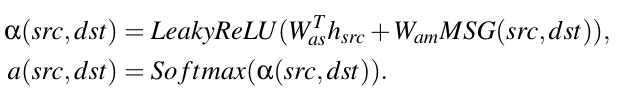 α(src,dst) = LeakyReLU(W_{as}^T h_{src} + W_{am}MSG(src,dst)),
a(src,dst) = Softmax(α(src,dst)).